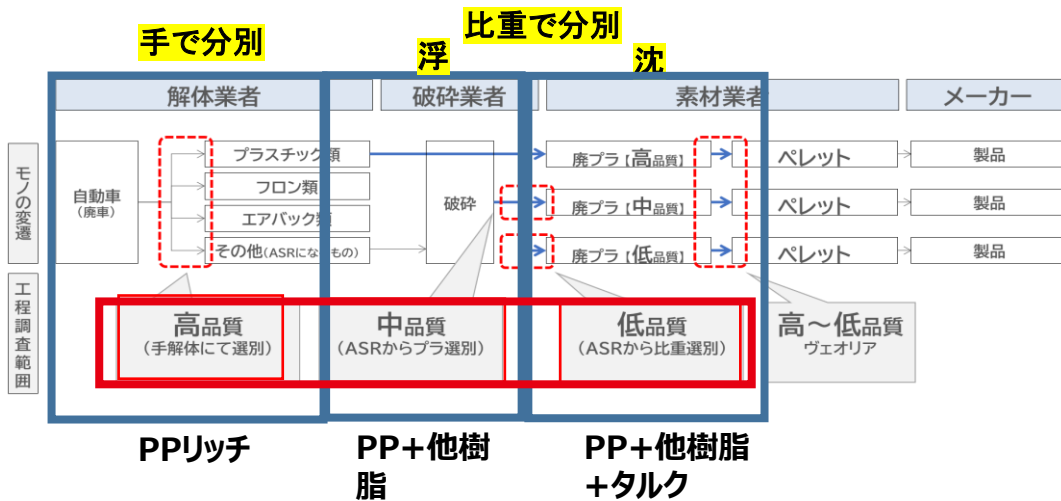 手で分別
比重で分別
浮
沈
解体業者
破砕業者
素材業者
メーカー
モノの変遷
自動車
(廃車)
プラスチック類
フロン類
エアバック類
その他(ASRになるもの)
破砕
廃プラ【高品質】
廃プラ【中品質】
廃プラ【低品質】
ペレット
ペレット
ペレット
製品
製品
製品
工程調査範囲
高品質
(手解体にて選別)
中品質
(ASRからプラ選別)
低品質
(ASRから比重選別)
高～低品質
ヴェオリア
PPリッチ
PP+他樹
脂
PP+他樹脂
+タルク